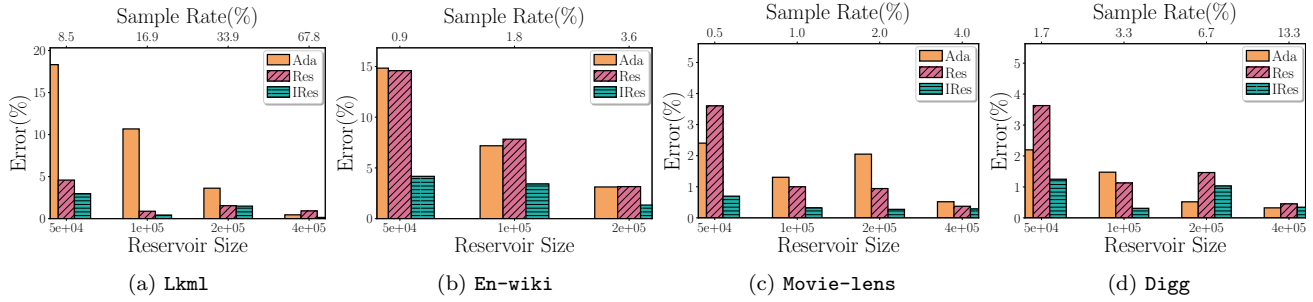 Sample Rate(%)
8.5 16.9 33.9 67.8
20
15
10
5
0
Error(%)
Ada
Res
IRes
5e+04 1e+05 2e+05 4e+05
Reservoir Size
(a) Lkml
Sample Rate(%)
0.9 1.8 3.6
15
10
5
0
Error(%)
Ada
Res
IRes
5e+04 1e+05 2e+05
Reservoir Size
(b) En-wiki
Sample Rate(%)
0.5 1.0 2.0 4.0
5
4
3
2
1
0
Error(%)
Ada
Res
IRes
5e+04 1e+05 2e+05 4e+05
Reservoir Size
(c) Movie-lens
Sample Rate(%)
1.7 3.3 6.7 13.3
5
4
3
2
1
0
Error(%)
Ada
Res
IRes
5e+04 1e+05 2e+05 4e+05
Reservoir Size
(d) Digg